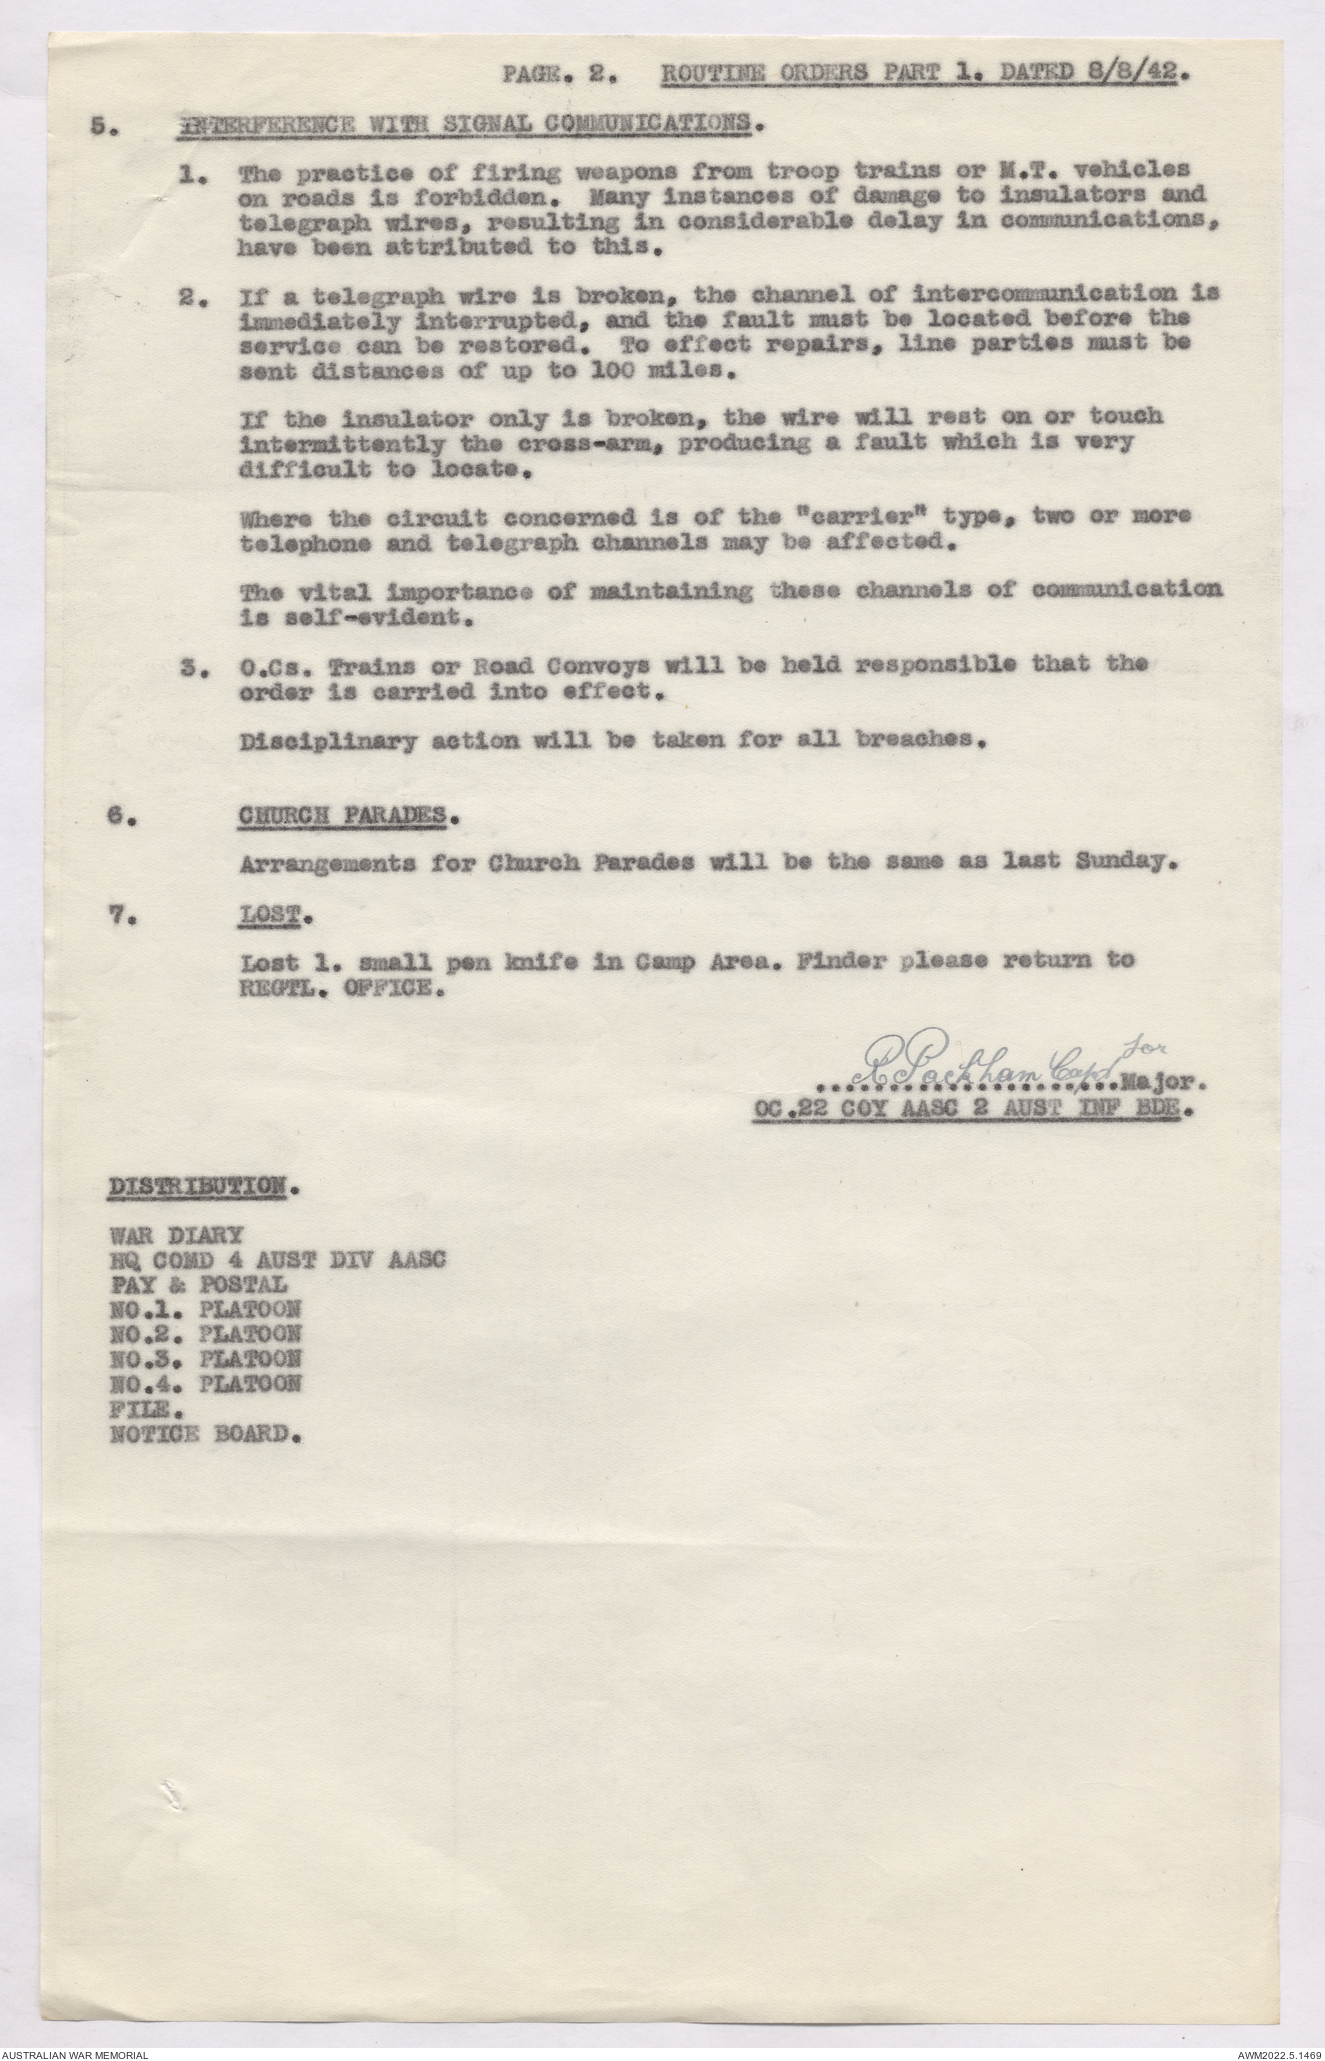 PAGE. 2. ROUTINE ORDERS PART 1. DATED 8/8/42.
5. INTERFERENCE WITH SIGNAL COMMUNICATIONS.
1. The practice of firing weapons from troop trains or M.T. vehicles
on roads is forbidden. Many instances of damage to insulators and
telegraph wires, resulting in considerable delay in communications,
have been attributed to this.
2. If a telegraph wire is broken, the channel of intercommunication is
immediately interrupted, and the fault must be located before the
service can be restored. To effect repairs, line parties must be
sent distances of up to 100 miles.
If the insulator only is broken, the wire will rest on or touch
intermittently the cross-arm, producing a fault which is very
difficult to locate.
Where the circuit concerned is of the "carrier" type, two or more
telephone and telegraph channels may be affected.
The vital importance of maintaining these channels of communication
is self-evident.
3. O.Cs. Trains or Road Convoys will be held responsible that the
order is carried into effect.
Disciplinary action will be taken for all breaches.
6. CHURCH PARADES.
Arrangements for Church Parades will be the same as last Sunday.
7. LOST.
Lost 1. small pen knife in Camp Area. Finder please return to
REGTL. OFFICE.
R Packham Capt for
.....................Major.
OC.22 COY AASC 2 AUST INF BDE.
DISTRIBUTION.
WAR DIARY
HQ COMD 4 AUST DIV AASC
PAY & POSTAL
NO.1. PLATOON
NO.2. PLATOON
NO.3. PLATOON
NO.4. PLATOON
FILE.
NOTICE BOARD.
AUSTRALIAN WAR MEMORIAL
AWM2022.5.1469